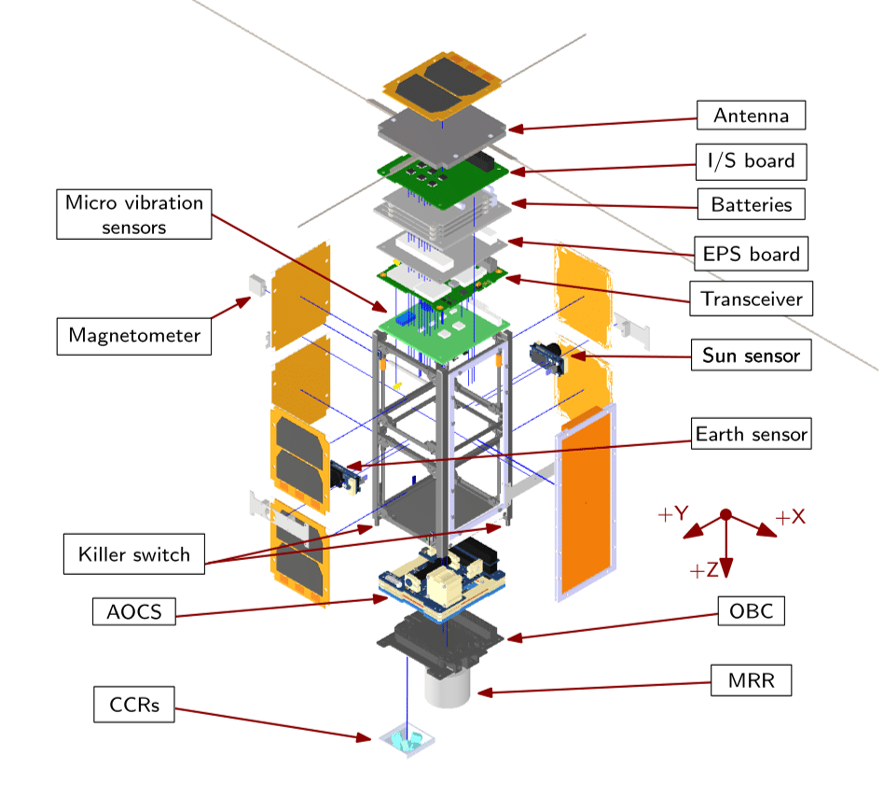 Antenna
I/S board
Micro vibration
sensors
Batteries
EPS board
Transceiver
Magnetometer
Sun sensor
Earth sensor
+Y
+X
+Z
Killer switch
AOCS
OBC
MRR
CCRs